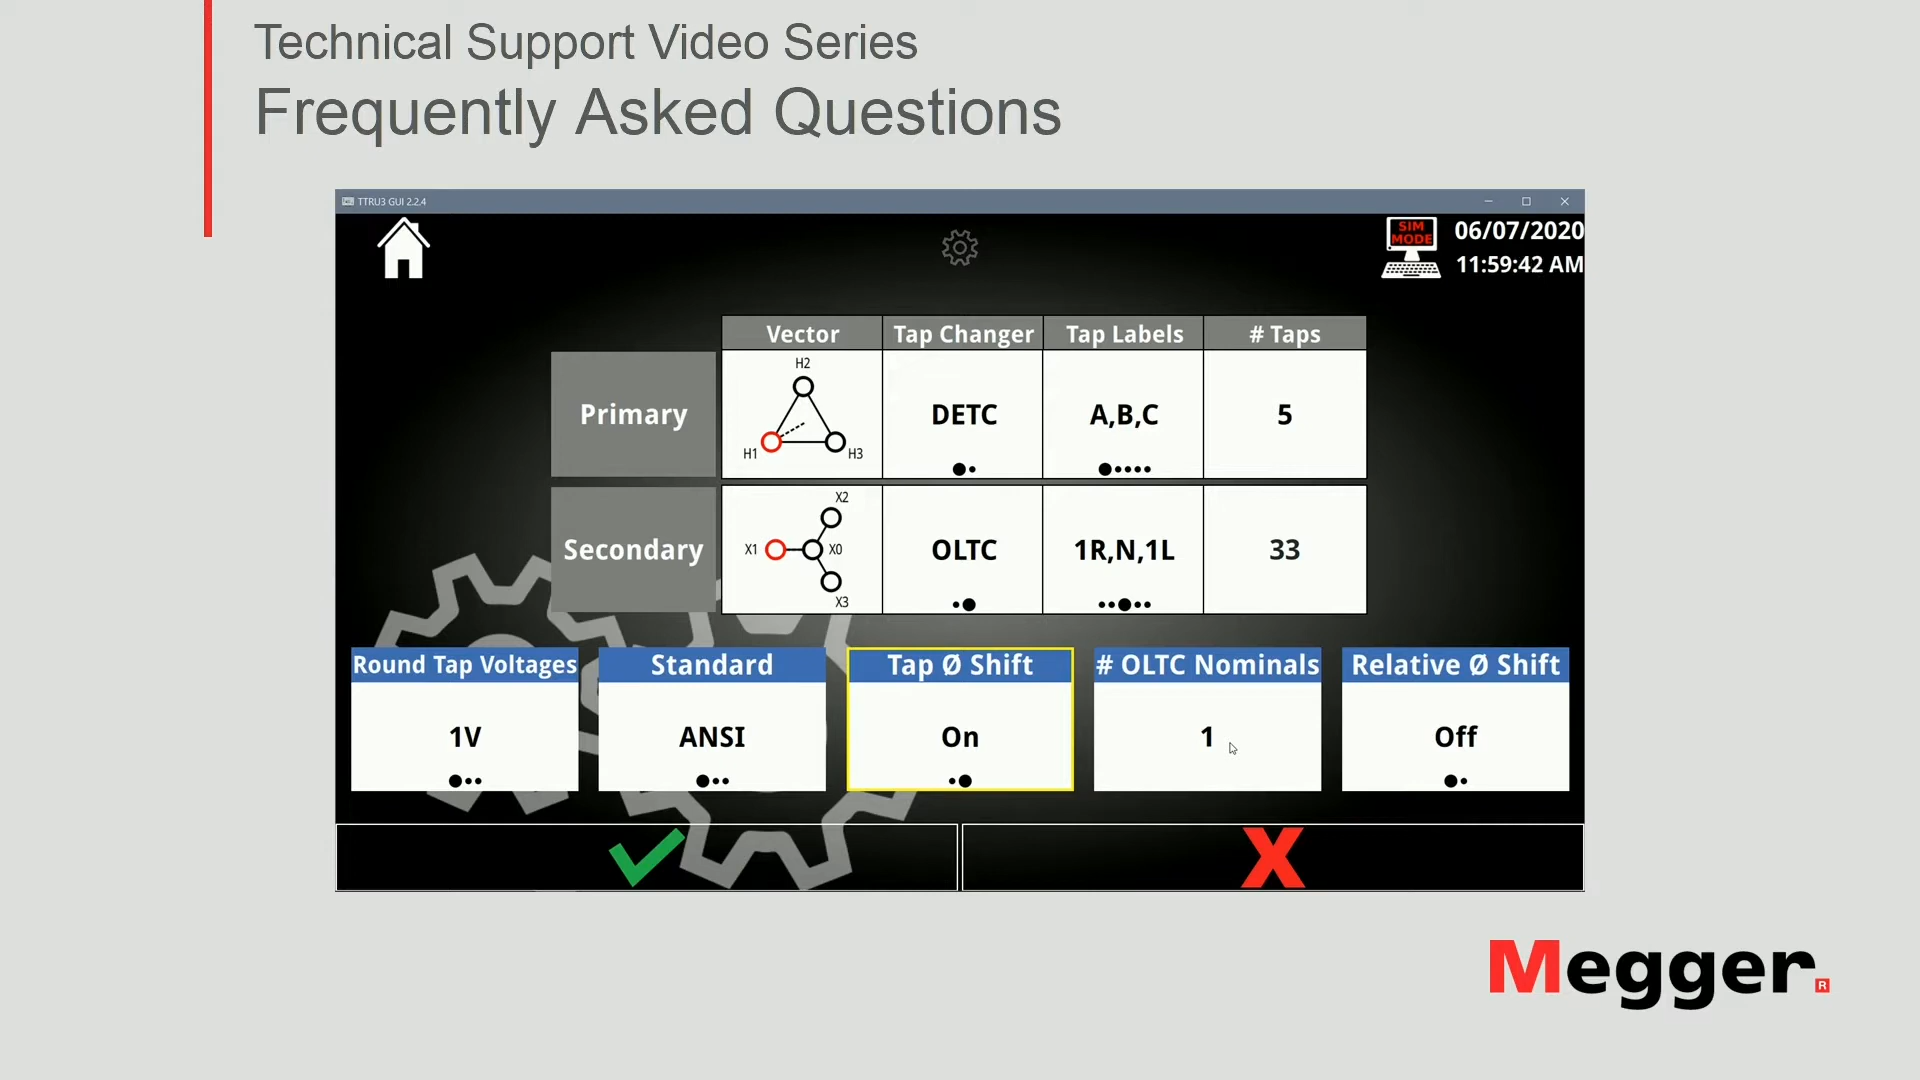 Technical Support Video Series
Frequently Asked Questions
TTRU3 GUI 2.2.4
SIM
MODE
06/07/2020
11:59:42 AM
Vector Tap Changer Tap Labels # Taps
Primary
H2
H1
H3
DETC A,B,C 5
Secondary
X2
X1
X0
X3
OLTC 1R,N,1L 33
Round Tap Voltages Standard Tap Ø Shift # OLTC Nominals Relative Ø Shift
1V ANSI On 1 Off
X
Megger®